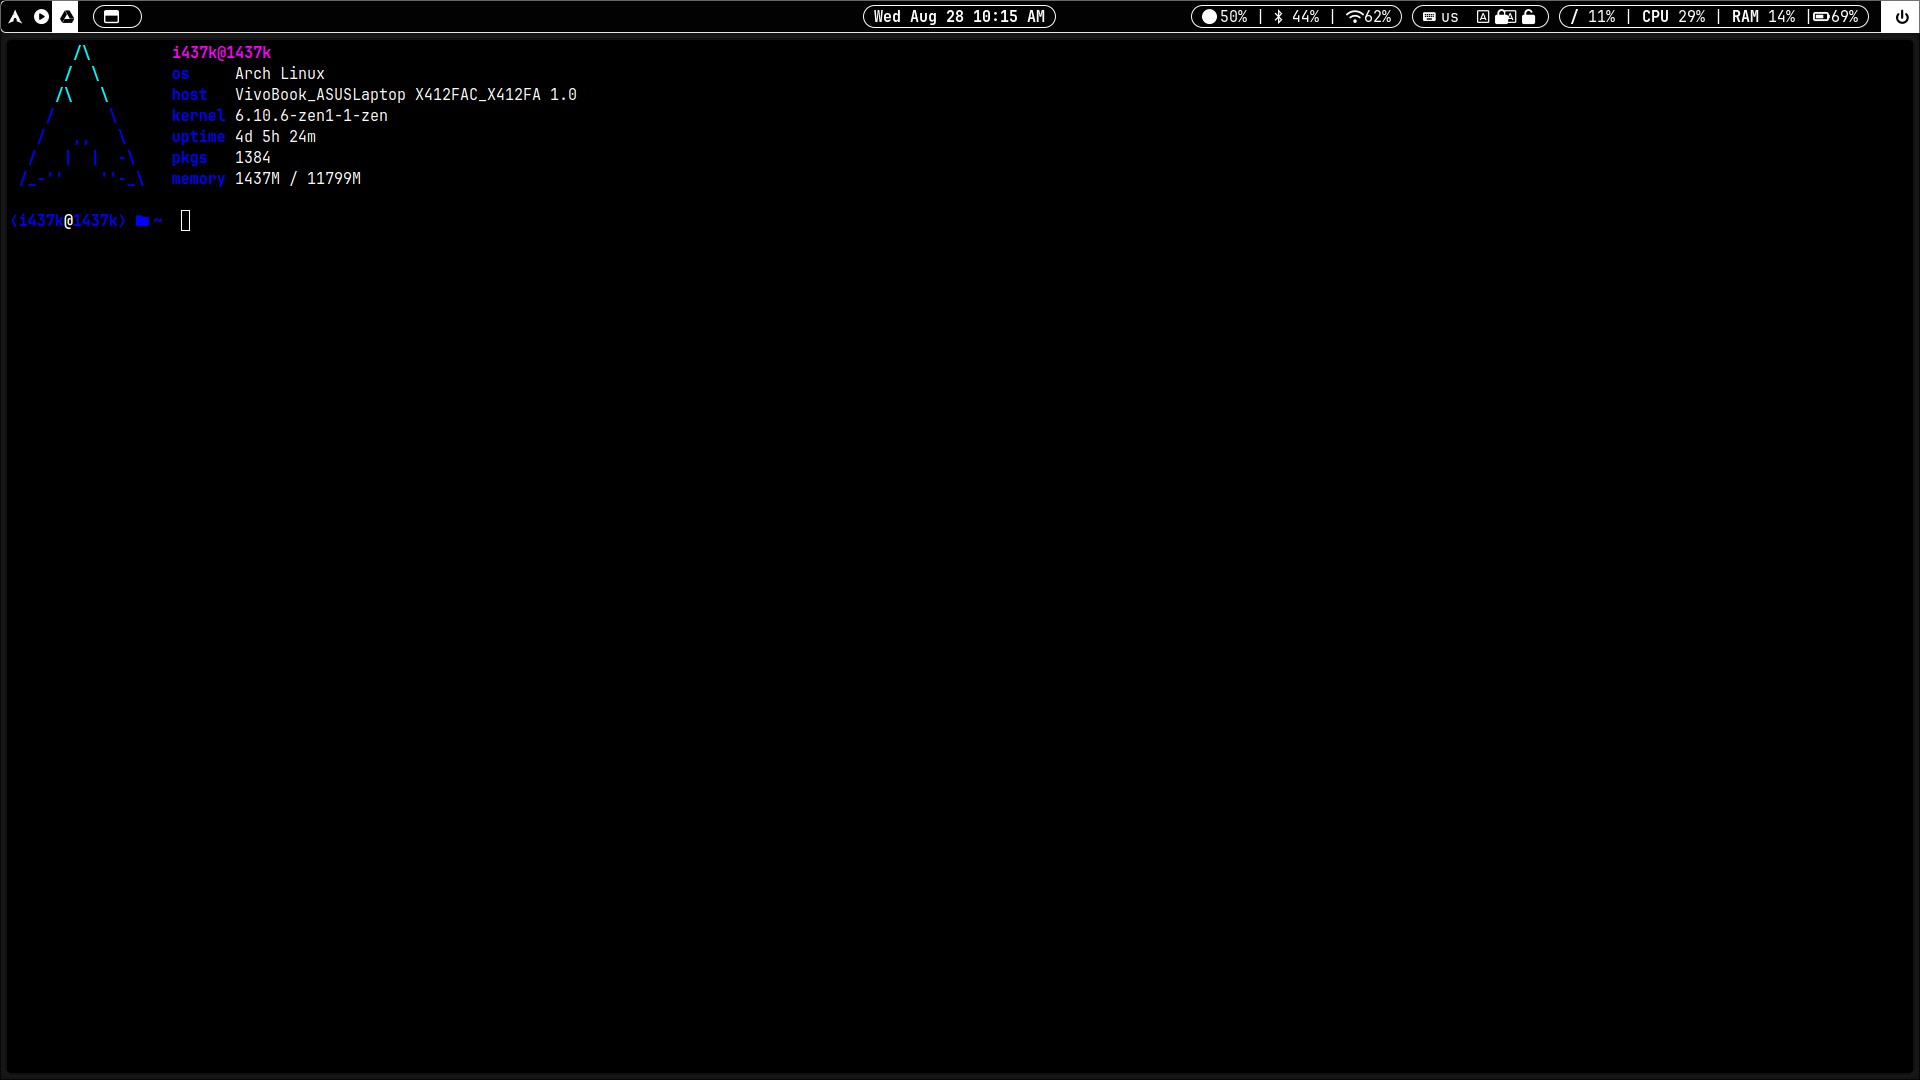 Wed Aug 28 10:15 AM
50% | 44% | 62%
us A A
/ 11% | CPU 29% | RAM 14% | 69%
i437k@1437k
os Arch Linux
host VivoBook_ASUSLaptop X412FAC_X412FA 1.0
kernel 6.10.6-zen1-1-zen
uptime 4d 5h 24m
pkgs 1384
memory 1437M / 11799M
(i437k@1437k) ~